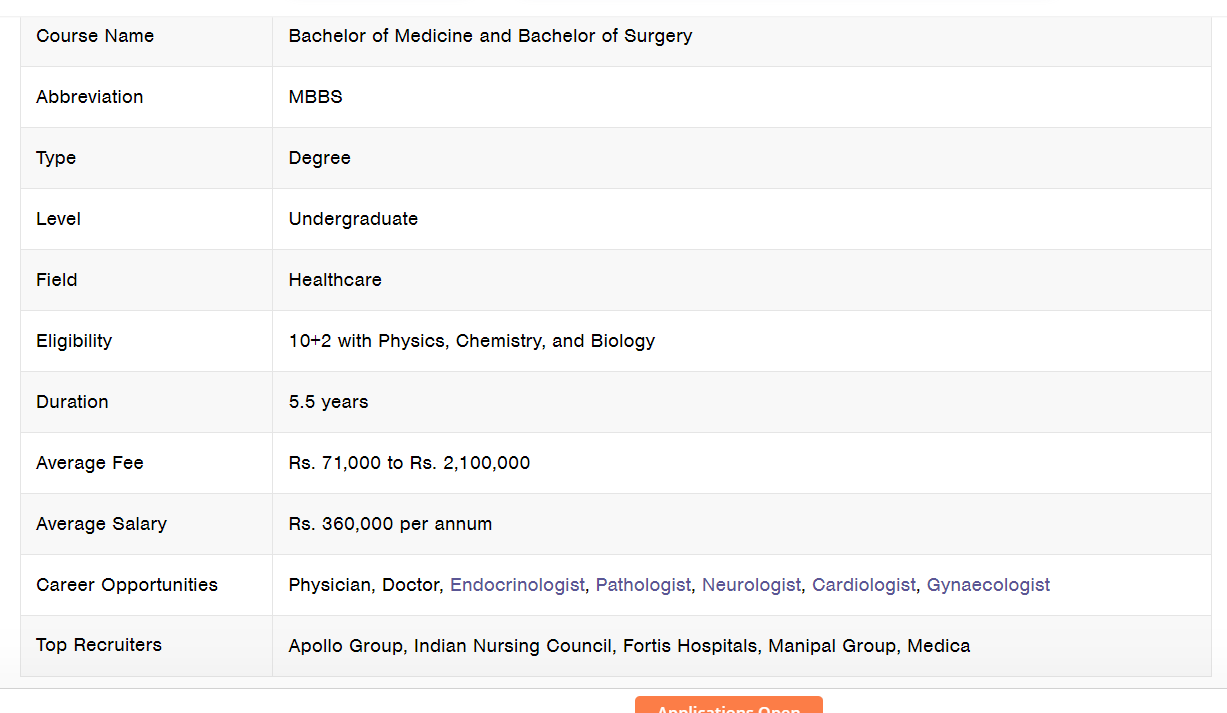 Course Name Bachelor of Medicine and Bachelor of Surgery
Abbreviation MBBS
Type Degree
Level Undergraduate
Field Healthcare
Eligibility 10+2 with Physics, Chemistry, and Biology
Duration 5.5 years
Average Fee Rs. 71,000 to Rs. 2,100,000
Average Salary Rs. 360,000 per annum
Career Opportunities Physician, Doctor, Endocrinologist, Pathologist, Neurologist, Cardiologist, Gynaecologist
Top Recruiters Apollo Group, Indian Nursing Council, Fortis Hospitals, Manipal Group, Medica
Applications Open